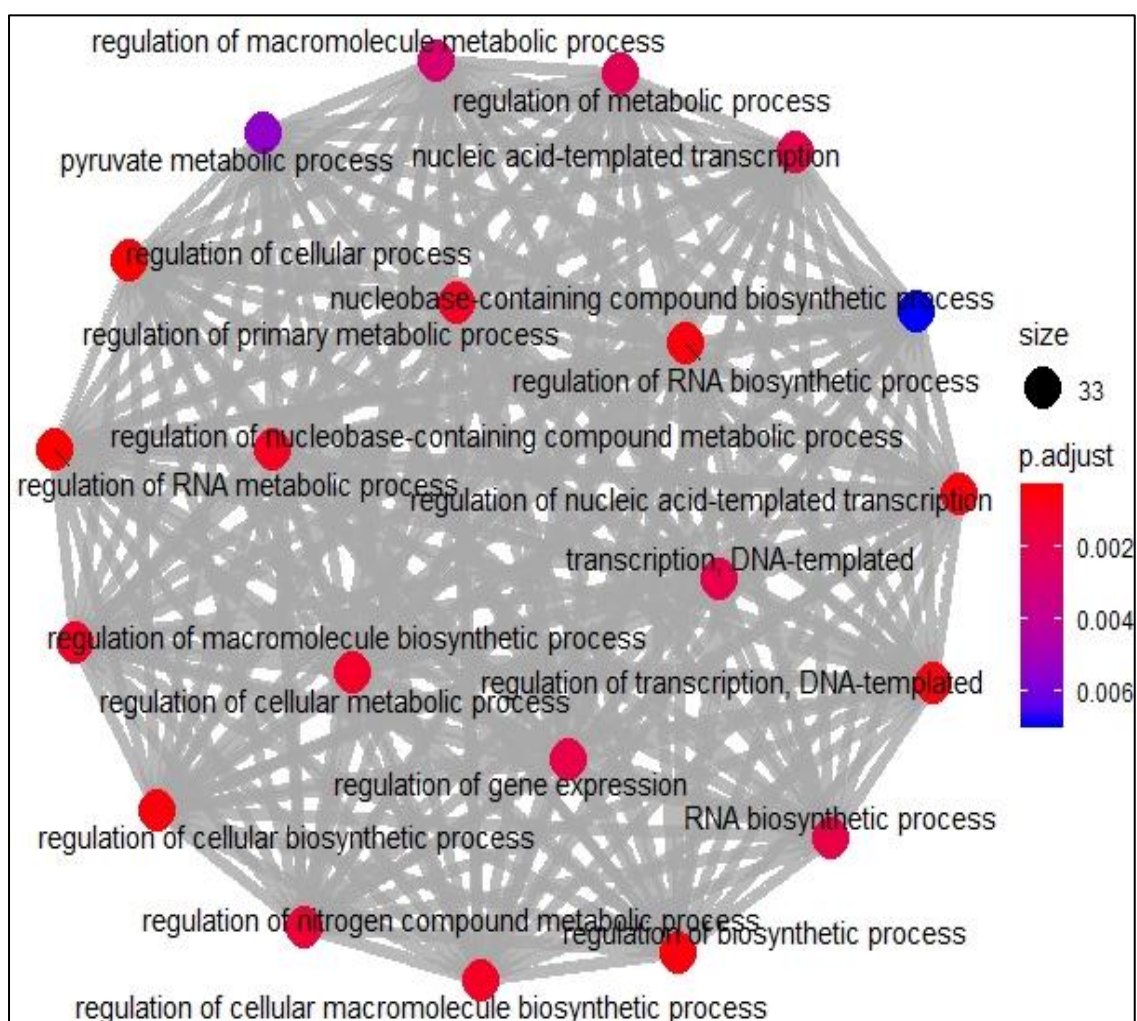 regulation of macromolecule metabolic process
regulation of metabolic process
pyruvate metabolic process
nucleic acid-templated transcription
regulation of cellular process
nucleobase-containing compound biosynthetic process
regulation of primary metabolic process
size
regulation of RNA biosynthetic process
33
regulation of nucleobase-containing compound metabolic process
p.adjust
regulation of RNA metabolic process
regulation of nucleic acid-templated transcription
0.002
transcription, DNA-templated
0.004
regulation of macromolecule biosynthetic process
regulation of transcription, DNA-templated
0.006
regulation of cellular metabolic process
regulation of gene expression
RNA biosynthetic process
regulation of cellular biosynthetic process
regulation of nitrogen compound metabolic process
regulation of biosynthetic process
regulation of cellular macromolecule biosynthetic process